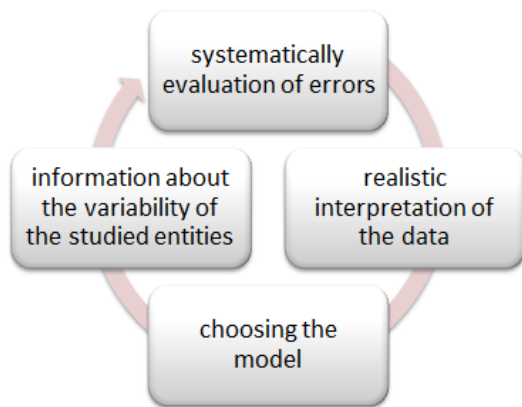 systematically
evaluation of errors
realistic
interpretation of
the data
choosing the
model
information about
the variability of
the studied entities